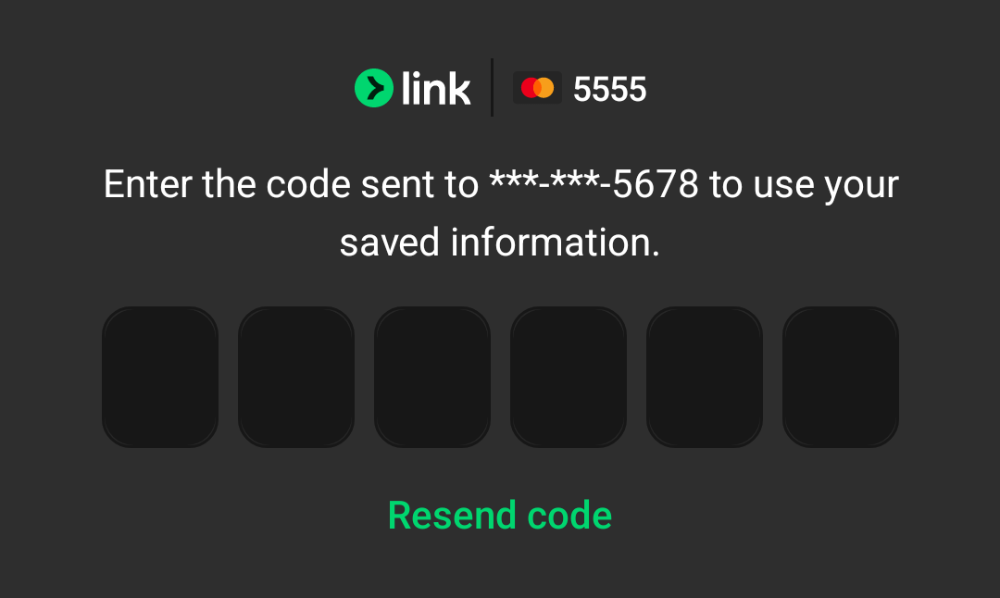 link | 5555
Enter the code sent to ***-***-5678 to use your
saved information.
Resend code